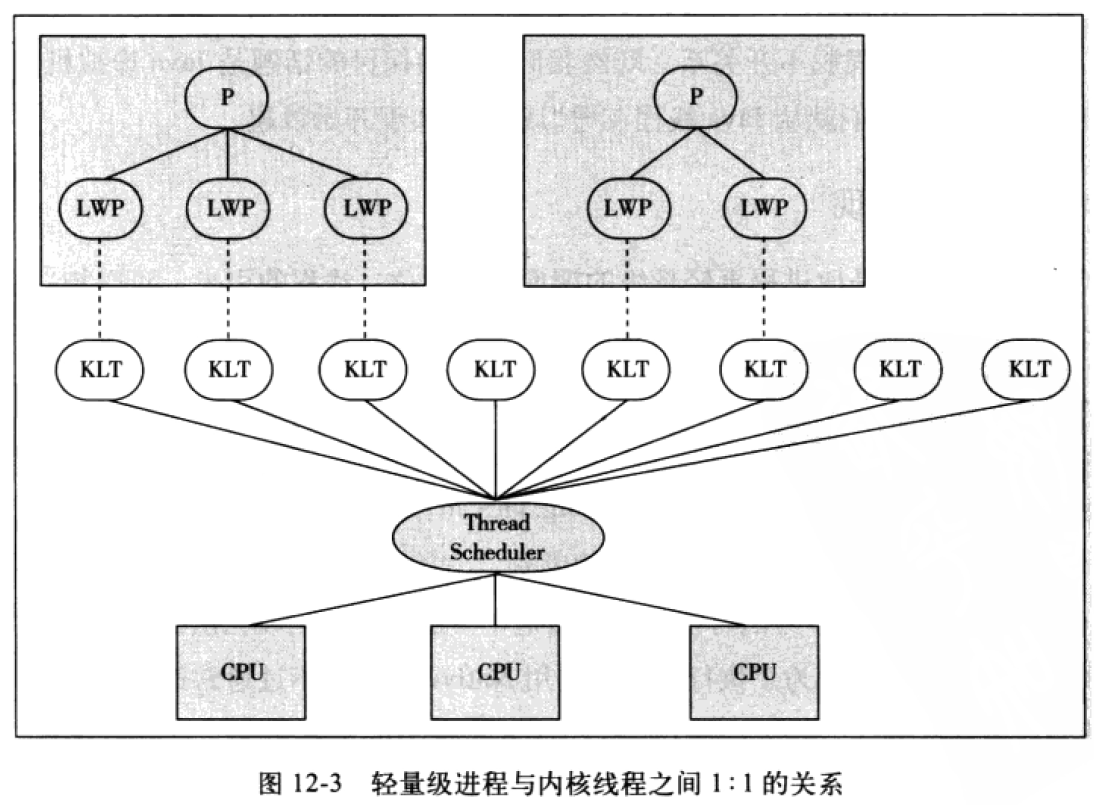 P P
LWP LWP LWP LWP LWP
KLT KLT KLT KLT KLT KLT KLT KLT
Thread
Scheduler
CPU CPU CPU
图 12-3 轻量级进程与内核线程之间 1:1 的关系